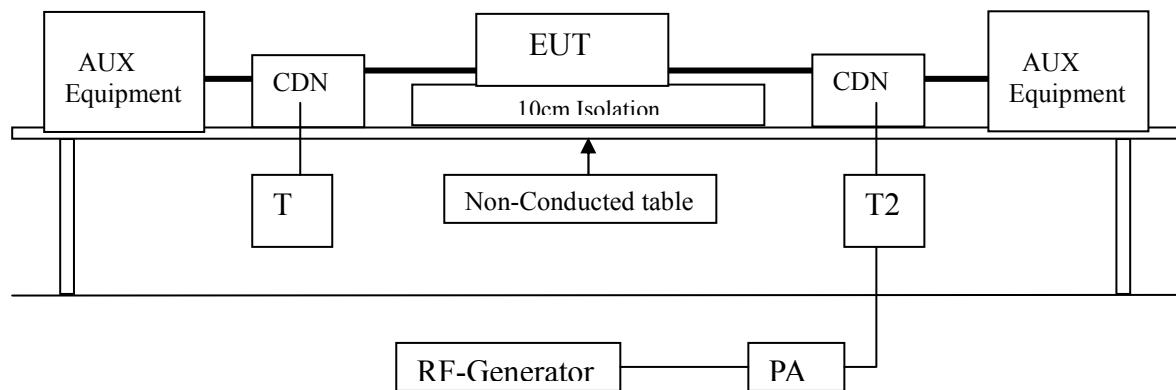 AUX
Equipment
CDN
EUT
CDN
AUX
Equipment
10cm Isolation
T
Non-Conducted table
T2
RF-Generator
PA